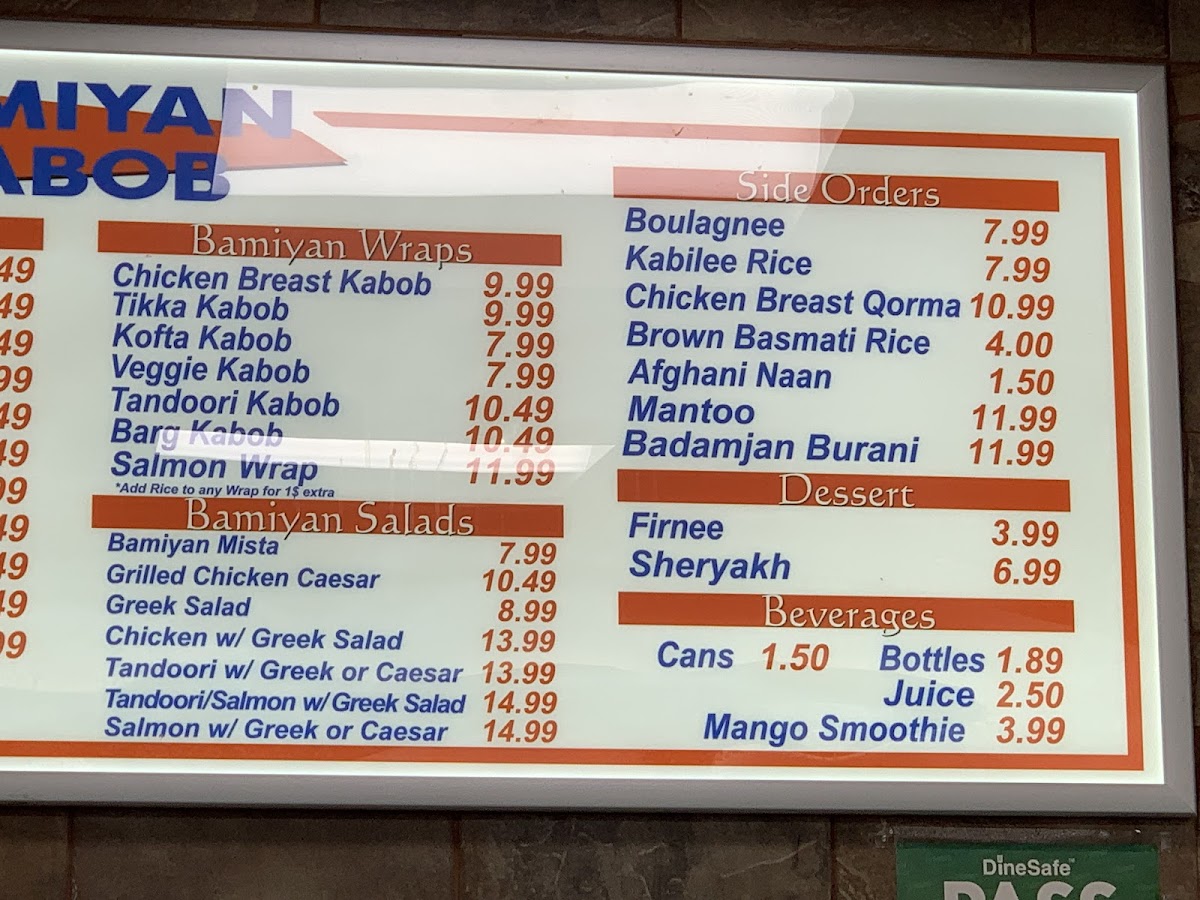 MIYAN
ABOB
49
49
49
99
49
49
99
49
49
49
99
Bamiyan Wraps
Chicken Breast Kabob 9.99
Tikka Kabob 9.99
Kofta Kabob 7.99
Veggie Kabob 7.99
Tandoori Kabob 10.49
Barg Kabob 10.49
Salmon Wrap 11.99
*Add Rice to any Wrap for 1$ extra
Bamiyan Salads
Bamiyan Mista 7.99
Grilled Chicken Caesar 10.49
Greek Salad 8.99
Chicken w/ Greek Salad 13.99
Tandoori w/ Greek or Caesar 13.99
Tandoori/Salmon w/ Greek Salad 14.99
Salmon w/ Greek or Caesar 14.99
Side Orders
Boulagnee 7.99
Kabilee Rice 7.99
Chicken Breast Qorma 10.99
Brown Basmati Rice 4.00
Afghani Naan 1.50
Mantoo 11.99
Badamjan Burani 11.99
Dessert
Firnee 3.99
Sheryakh 6.99
Beverages
Cans 1.50 Bottles 1.89
Juice 2.50
Mango Smoothie 3.99
DineSafe™
PASS